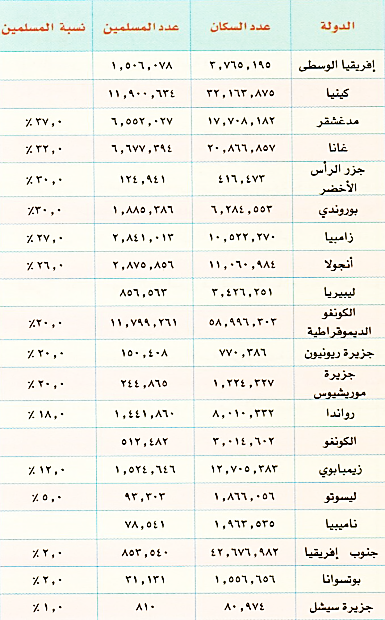 الدولة عدد السكان عدد المسلمين نسبة المسلمين
إفريقيا الوسطى ٣,٧٦٥,١٩٥ ١,٥٠٦,٠٧٨
كينيا ٣٢,١٦٣,٨٧٥ ١١,٩٠٠,٦٣٤
مدغشقر ١٧,٧٠٨,١٨٢ ٦,٥٥٢,٠٢٧ ٣٧,٠٪
غانا ٢٠,٨٦٦,٨٥٧ ٦,٦٧٧,٣٩٤ ٣٢,٠٪
جزر الرأس
الأخضر ٤١٦,٤٧٣ ١٢٤,٩٤١ ٣٠,٠٪
بوروندي ٦,٢٨٤,٥٥٣ ١,٨٨٥,٣٨٦ ٣٠,٠٪
زامبيا ١٠,٥٢٢,٢٧٠ ٢,٨٤١,٠١٣ ٢٧,٠٪
أنجولا ١١,٠٦٠,٩٨٤ ٢,٨٧٥,٨٥٦ ٢٦,٠٪
ليبيريا ٣,٤٢٦,٢٥١ ٨٥٦,٥٦٣
الكونغو
الديموقراطية ٥٨,٩٩٦,٣٠٣ ١١,٧٩٩,٢٦١ ٢٠,٠٪
جزيرة ريونيون ٧٧٠,٣٨٦ ١٥٠,٤٠٨ ٢٠,٠٪
جزيرة
موريشيوس ١,٢٢٤,٣٢٧ ٢٤٤,٨٦٥ ٢٠,٠٪
رواندا ٨,٠١٠,٣٣٢ ١,٤٤١,٨٦٠ ١٨,٠٪
الكونغو ٣,٠١٤,٦٠٢ ٥١٢,٤٨٢
زيمبابوي ١٢,٧٠٥,٣٨٣ ١,٥٢٤,٦٤٦ ١٢,٠٪
ليسوتو ١,٨٦٦,٠٥٦ ٩٣,٣٠٣ ٥,٠٪
ناميبيا ١,٩٦٣,٥٣٥ ٧٨,٥٤١
جنوب إفريقيا ٤٢,٦٧٦,٩٨٢ ٨٥٣,٥٤٠ ٢,٠٪
بوتسوانا ١,٥٥٦,٦٥٦ ٣١,١٣١ ٢,٠٪
جزيرة سيشل ٨٠,٩٧٤ ٨١٠ ١,٠٪